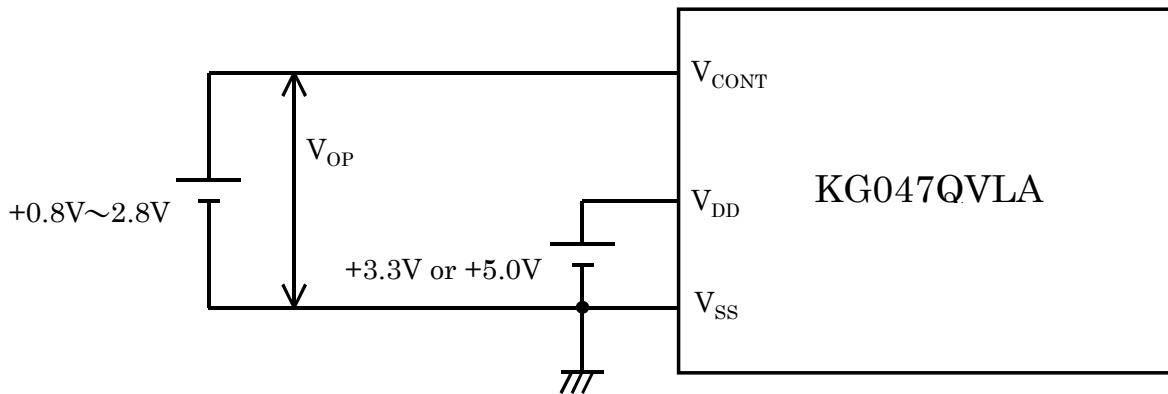 V_CONT
V_OP
KG047QVLA
+0.8V～2.8V
V_DD
+3.3V or +5.0V
V_SS